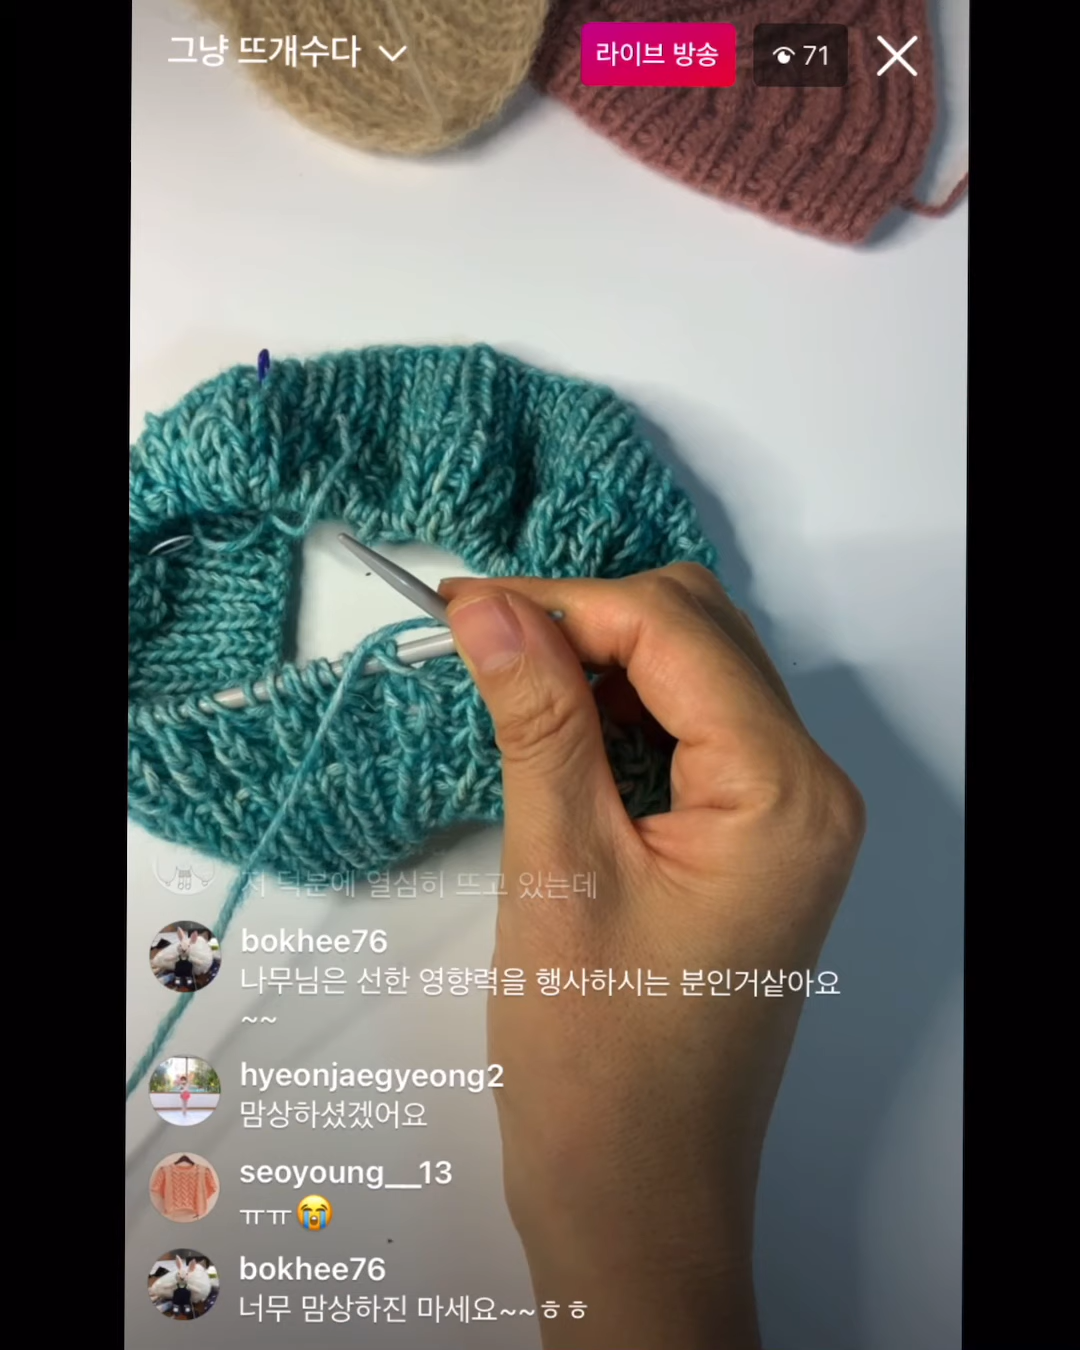 그냥 뜨개수다
라이브 방송
71
저 덕분에 열심히 뜨고 있는데
bokhee76
나무님은 선한 영향력을 행사하시는 분인거샅아요
~~
hyeonjaegyeong2
맘상하셨겠어요
seoyoung__13
ㅠㅠ😭
bokhee76
너무 맘상하진 마세요~~ㅎㅎ